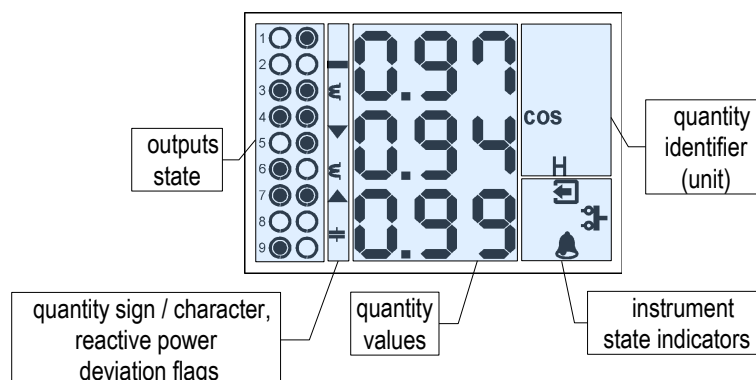 1
2
3
4
5
6
7
8
9
0.97
0.94
0.99
COS
H
outputs
state
quantity
identifier
(unit)
quantity sign / character,
reactive power
deviation flags
quantity
values
instrument
state indicators